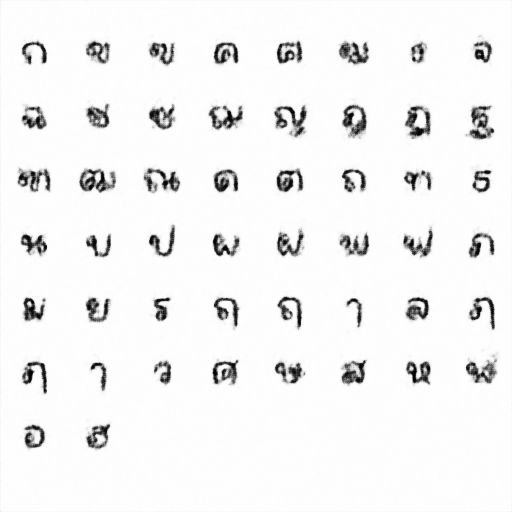 ก ข ฃ ค ฅ ฆ ง จ
ฉ ช ซ ฌ ญ ฎ ฏ ฐ
ฑ ฒ ณ ด ต ถ ท ธ
น บ ป ผ ฝ พ ฟ ภ
ม ย ร ฤ ฤ ๅ ล ฦ
ฦ ๅ ว ศ ษ ส ห ฬ
อ ฮ